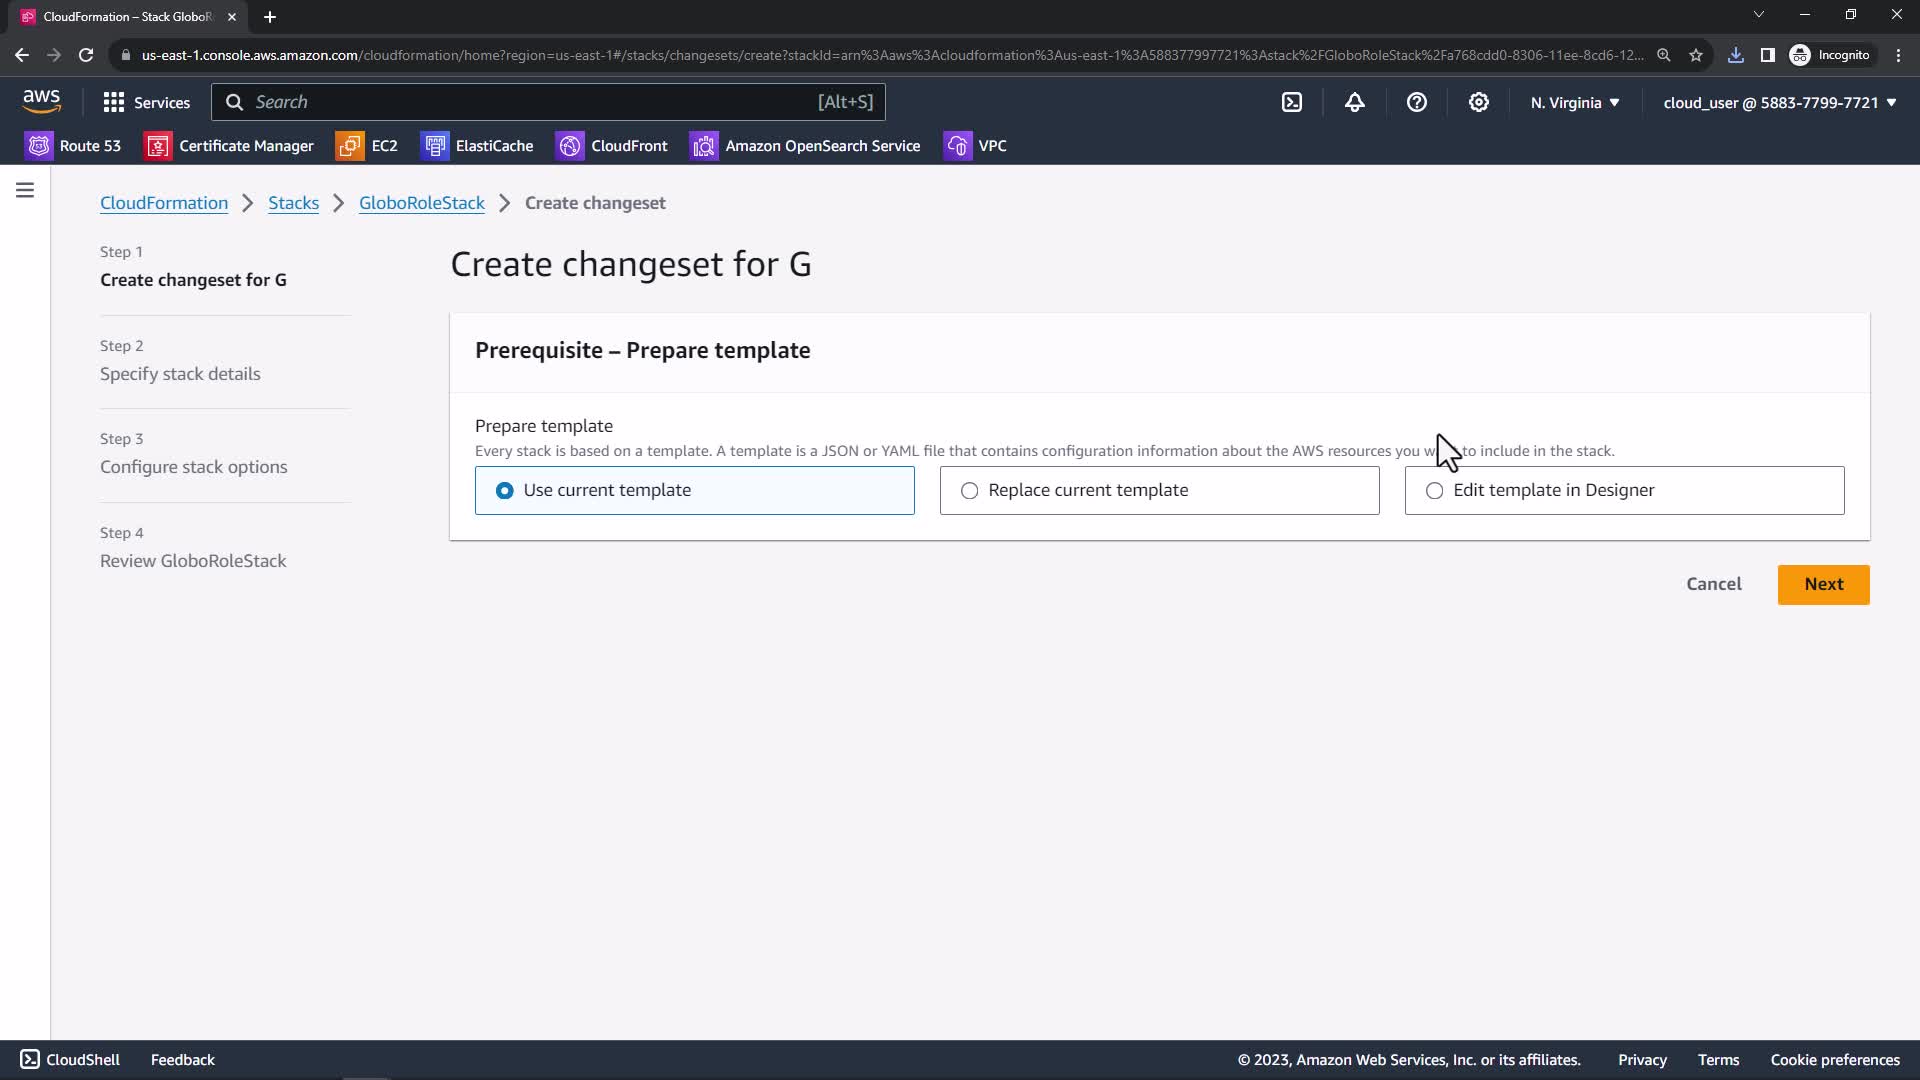 CloudFormation – Stack GloboR
us-east-1.console.aws.amazon.com/cloudformation/home?region=us-east-1#/stacks/changesets/create?stackId=arn%3Aaws%3Acloudformation%3Aus-east-1%3A588377997721%3Astack%2FGloboRoleStack%2Fa768cdd0-8306-11ee-8cd6-12...
Incognito
aws
Services
Search
[Alt+S]
N. Virginia
cloud_user @ 5883-7799-7721
Route 53
Certificate Manager
EC2
ElastiCache
CloudFront
Amazon OpenSearch Service
VPC
CloudFormation
Stacks
GloboRoleStack
Create changeset
Step 1
Create changeset for G
Step 2
Specify stack details
Step 3
Configure stack options
Step 4
Review GloboRoleStack
Create changeset for G
Prerequisite – Prepare template
Prepare template
Every stack is based on a template. A template is a JSON or YAML file that contains configuration information about the AWS resources you to include in the stack.
Use current template
Replace current template
Edit template in Designer
Cancel
Next
CloudShell
Feedback
© 2023, Amazon Web Services, Inc. or its affiliates.
Privacy
Terms
Cookie preferences